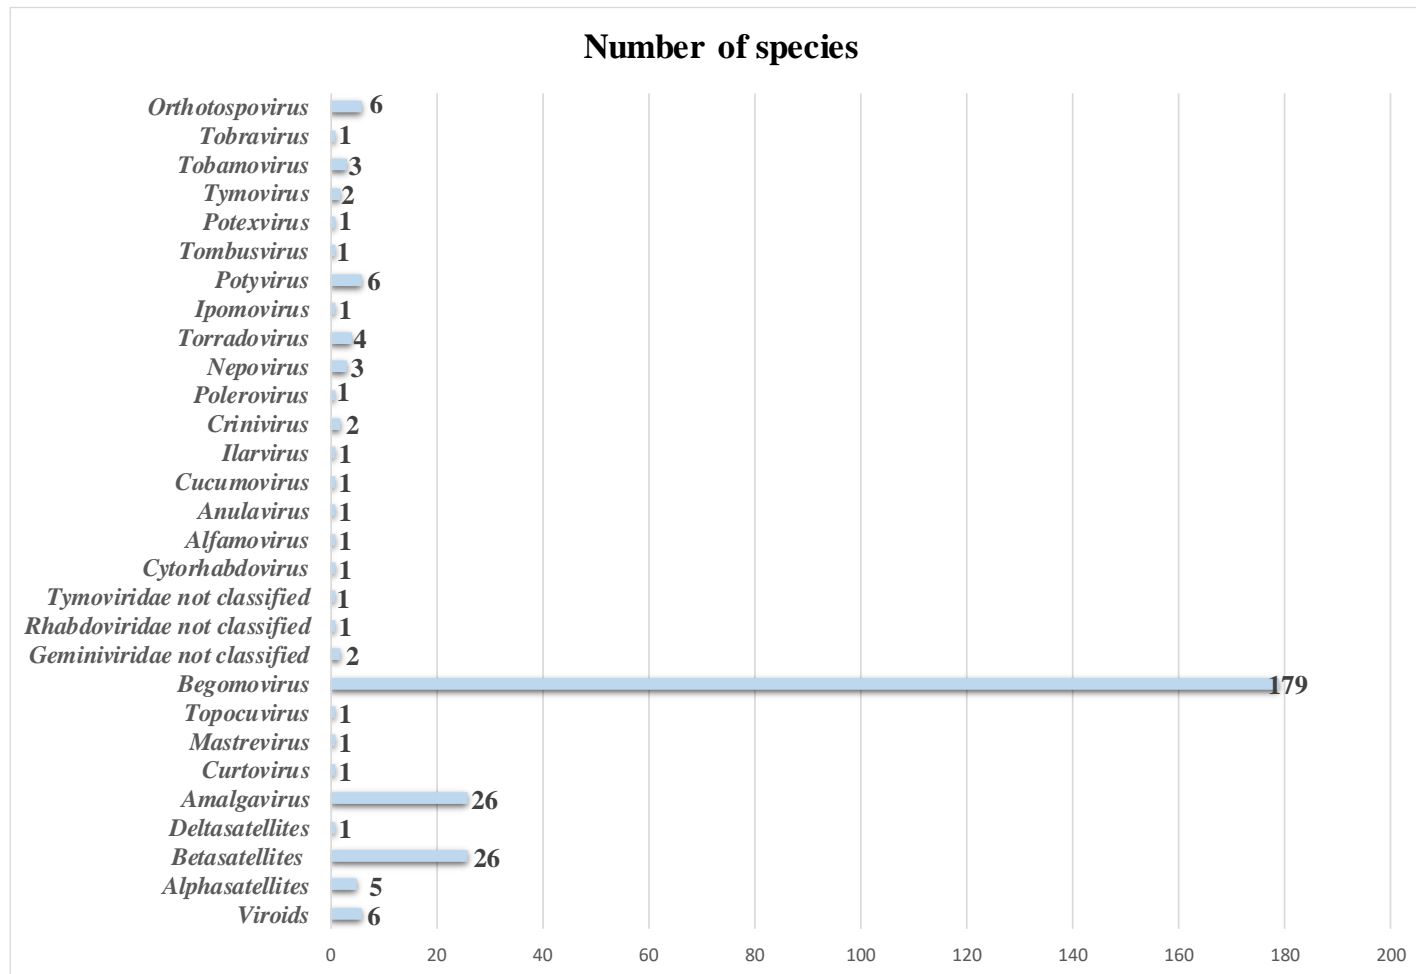 Number of species
Orthotospovirus 6
Tobravirus 1
Tobamovirus 3
Tymovirus 2
Potexvirus 1
Tombusvirus 1
Potyvirus 6
Ipomovirus 1
Torradovirus 4
Nepovirus 3
Polerovirus 1
Crinivirus 2
Ilarvirus 1
Cucumovirus 1
Anulavirus 1
Alfamovirus 1
Cytorhabdovirus 1
Tymoviridae not classified 1
Rhabdoviridae not classified 1
Geminiviridae not classified 2
Begomovirus 179
Topocuvirus 1
Mastrevirus 1
Curtovirus 1
Amalgavirus 26
Deltasatellites 1
Betasatellites 26
Alphasatellites 5
Viroids 6
0 20 40 60 80 100 120 140 160 180 200